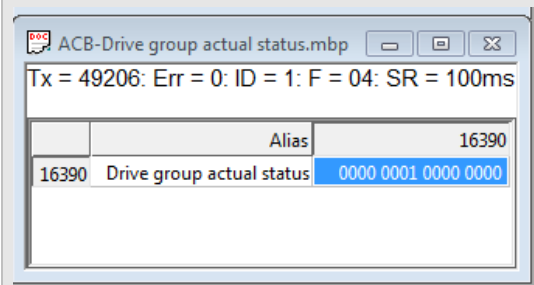 DOC
ACB-Drive group actual status.mbp
Tx = 49206: Err = 0: ID = 1: F = 04: SR = 100ms
Alias 16390
16390 Drive group actual status 0000 0001 0000 0000